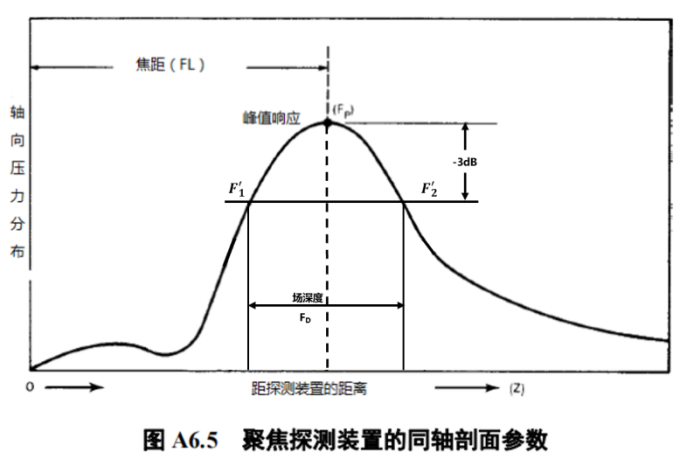 焦距（FL）
峰值响应
(Fp)
轴向压力分布
-3dB
F′1
F′2
场深度
FD
0
距探测装置的距离
(Z)
图 A6.5 聚焦探测装置的同轴剖面参数